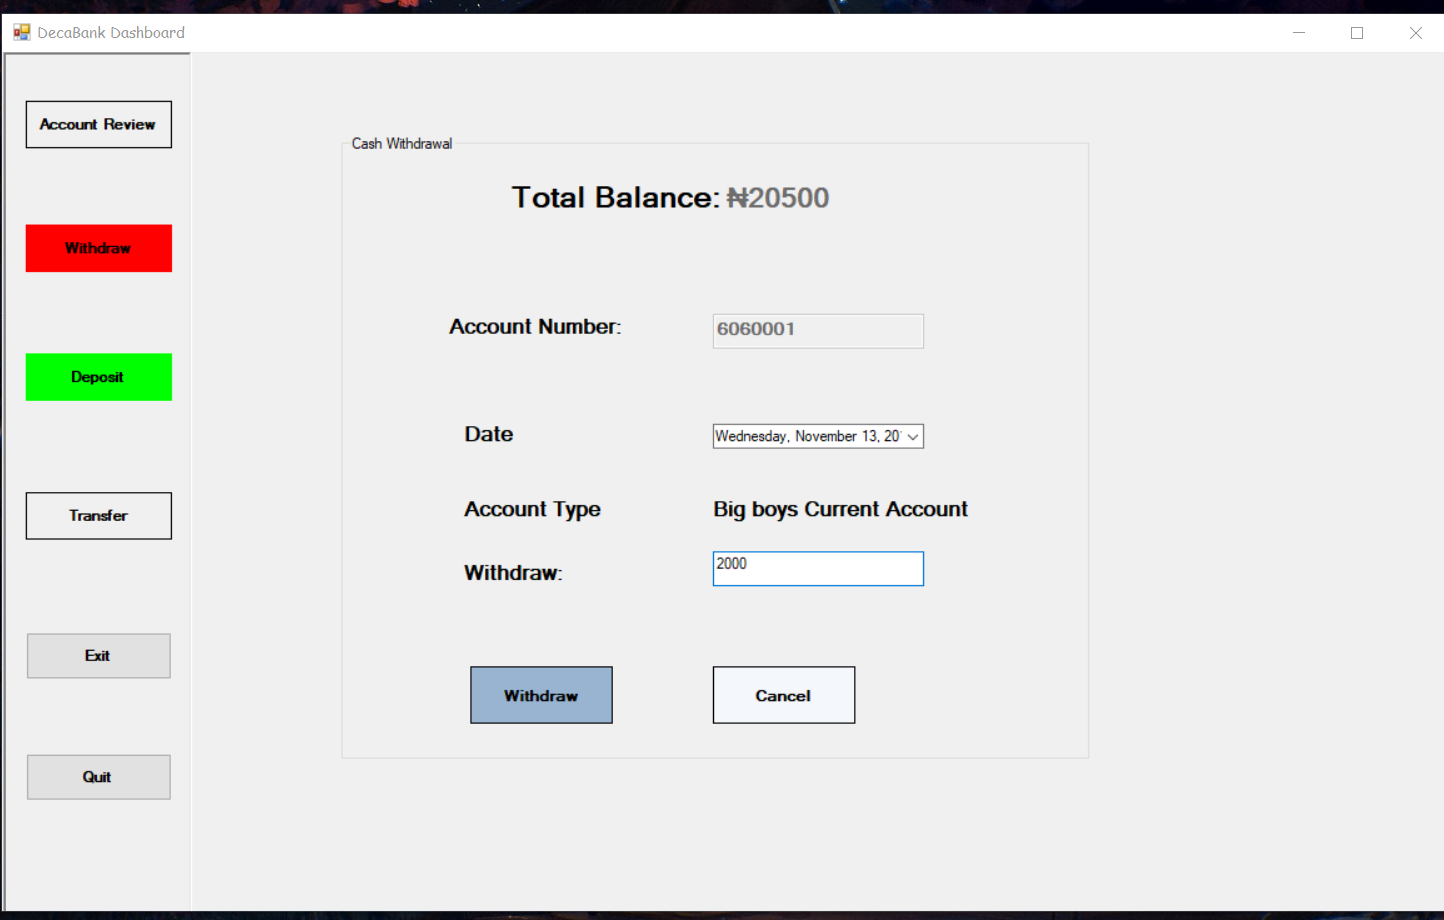 DecaBank Dashboard
Account Review
Withdraw
Deposit
Transfer
Exit
Quit
Cash Withdrawal
Total Balance: ₦20500
Account Number: 6060001
Date Wednesday, November 13, 20
Account Type Big boys Current Account
Withdraw: 2000
Withdraw Cancel